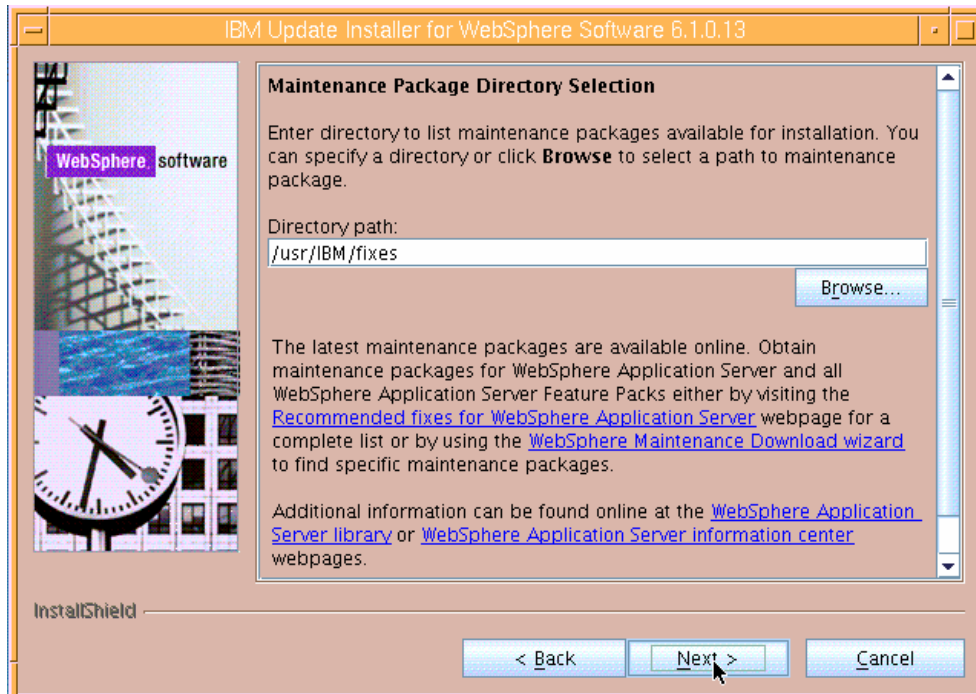 IBM Update Installer for WebSphere Software 6.1.0.13
WebSphere software
Maintenance Package Directory Selection
Enter directory to list maintenance packages available for installation. You
can specify a directory or click Browse to select a path to maintenance
package.
Directory path:
/usr/IBM/fixes
Browse...
The latest maintenance packages are available online. Obtain
maintenance packages for WebSphere Application Server and all
WebSphere Application Server Feature Packs either by visiting the
Recommended fixes for WebSphere Application Server webpage for a
complete list or by using the WebSphere Maintenance Download wizard
to find specific maintenance packages.
Additional information can be found online at the WebSphere Application
Server library or WebSphere Application Server information center
webpages.
InstallShield
< Back
Next >
Cancel